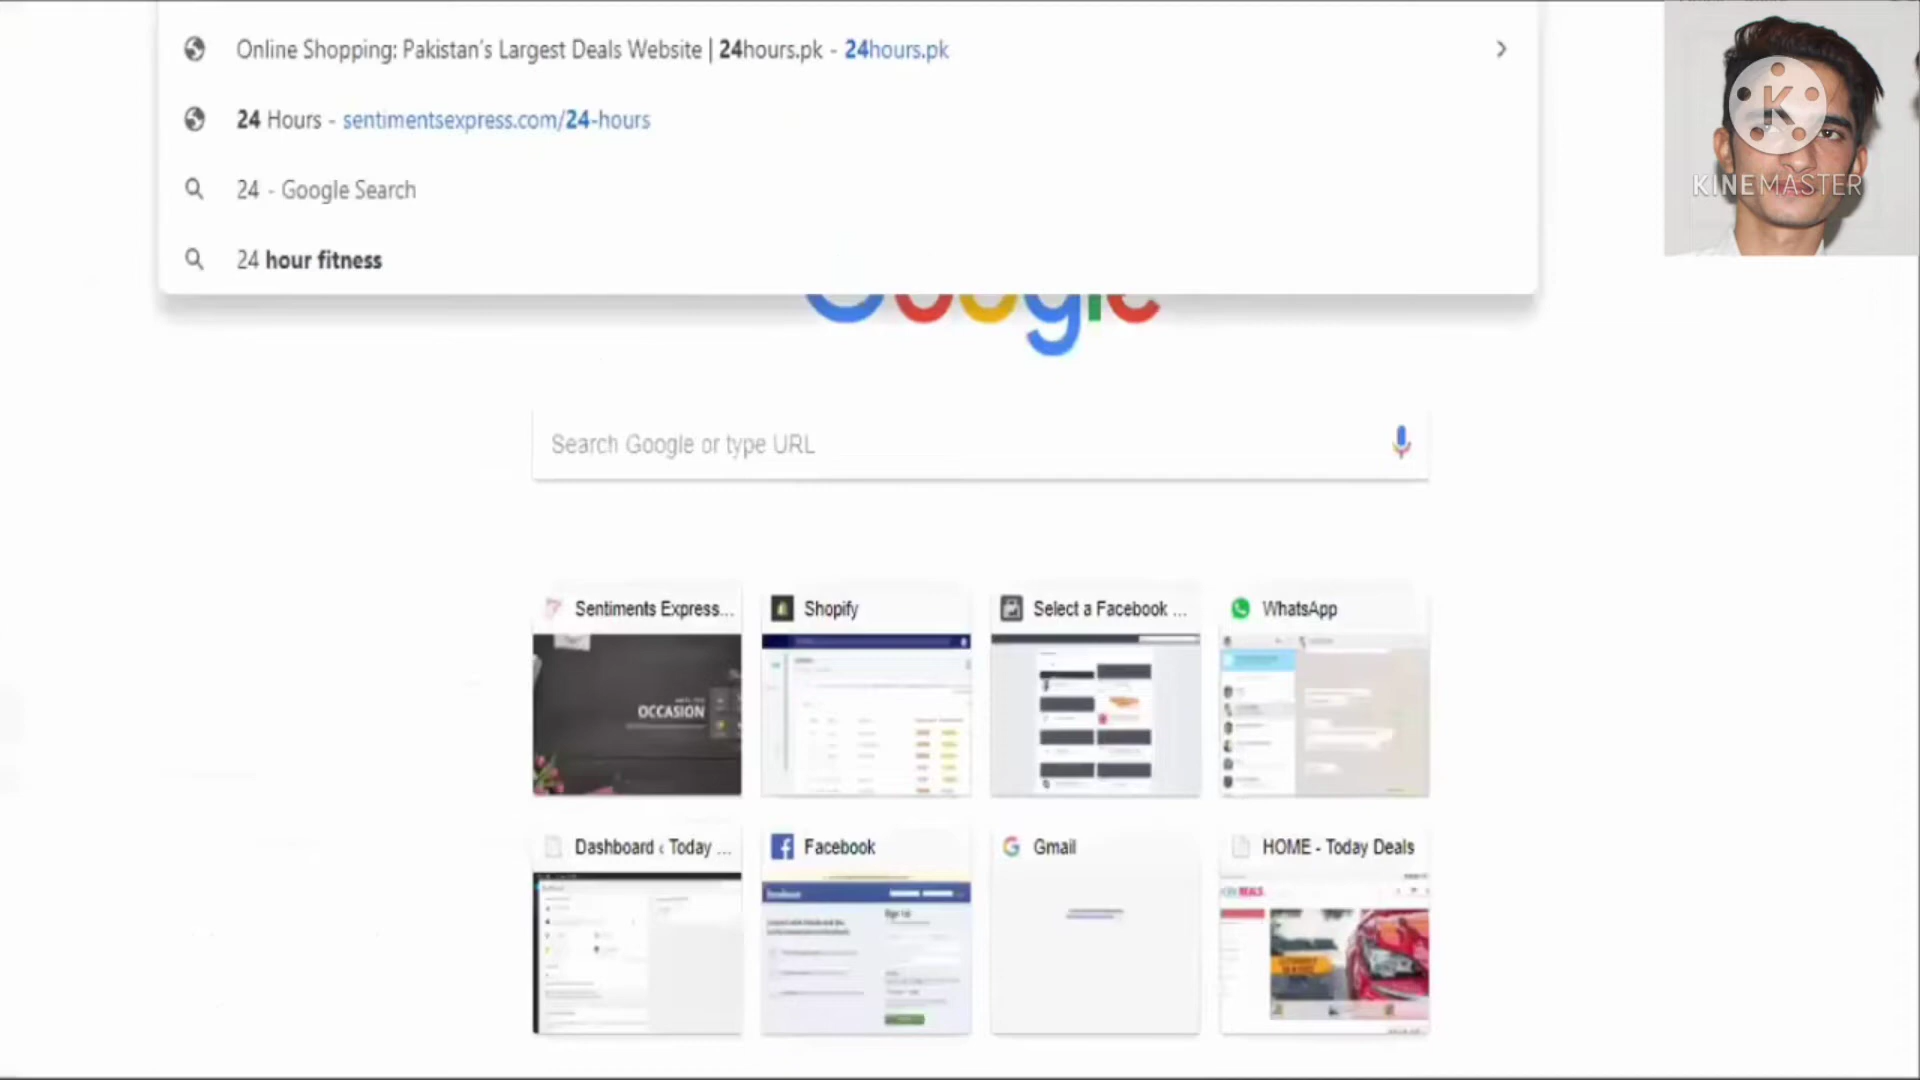 Online Shopping: Pakistan's Largest Deals Website | 24hours.pk - 24hours.pk
24 Hours - sentimentsexpress.com/24-hours
24 - Google Search
24 hour fitness
KINEMASTER
Google
Search Google or type URL
Sentiments Express...
Shopify
Select a Facebook ...
WhatsApp
OCCASION
Dashboard ‹ Today ...
Facebook
Gmail
HOME - Today Deals